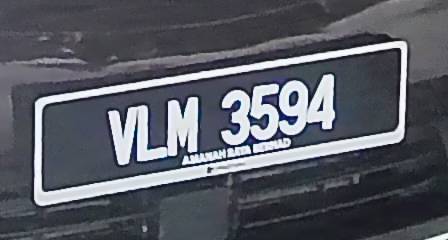 VLM 3594
AMANAH RAYA BERHAD